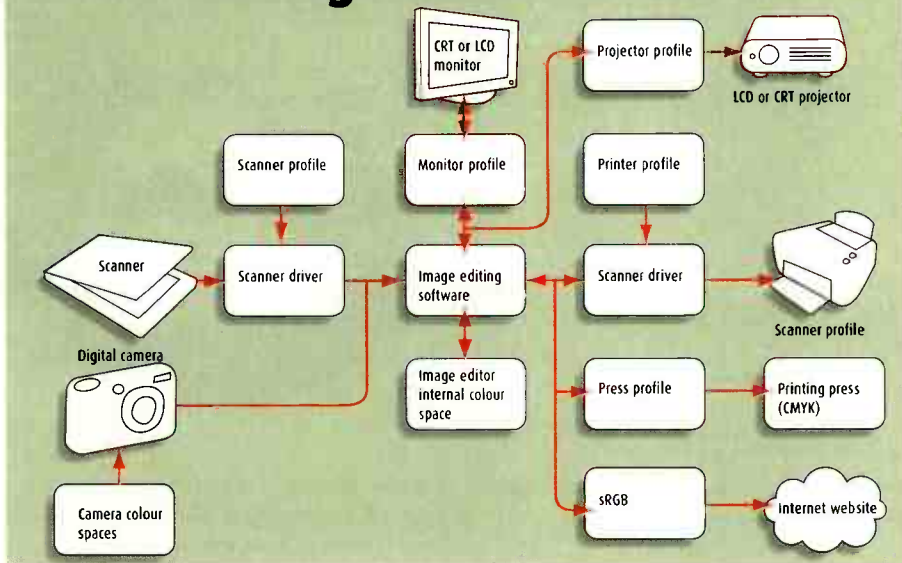 CRT or LCD
monitor
Projector profile
LCD or CRT projector
Scanner profile
Monitor profile
Printer profile
Scanner
Scanner driver
Image editing
software
Scanner driver
Scanner profile
Digital camera
Image editor
internal colour
space
Press profile
Printing press
(CMYK)
Camera colour
spaces
sRGB
Internet website